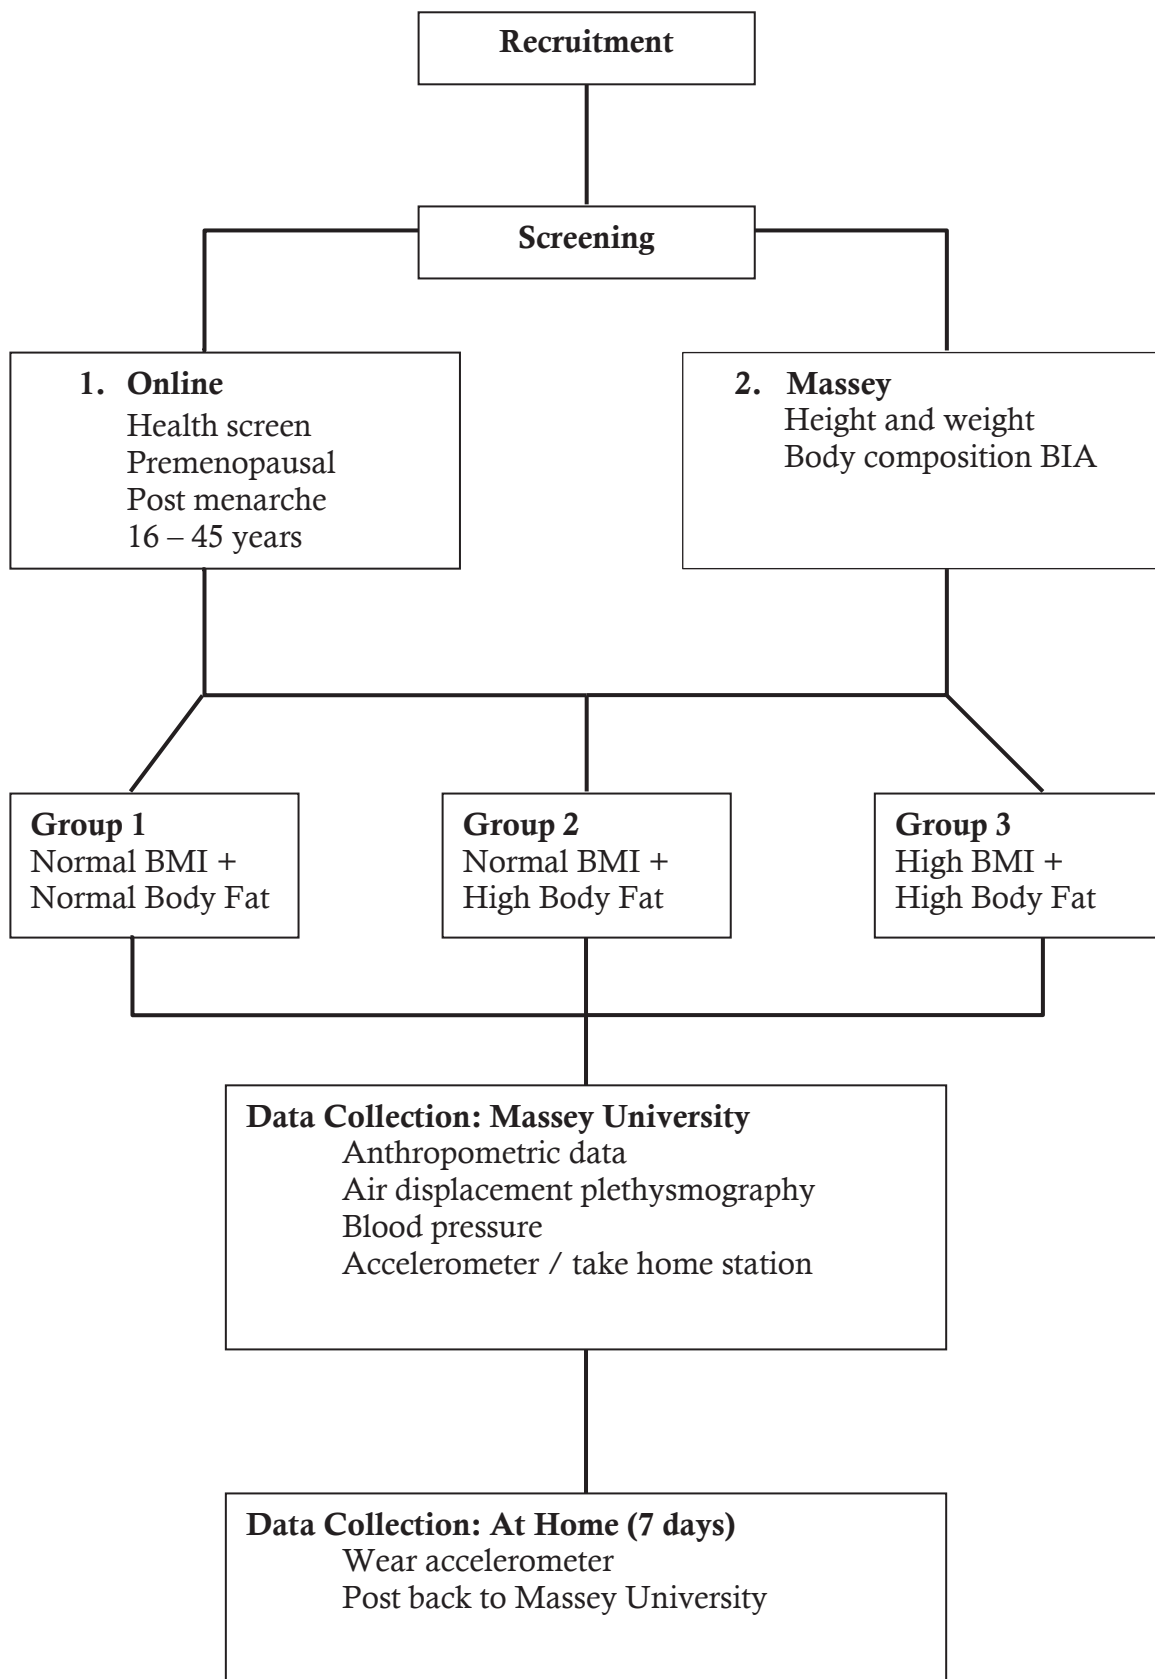 Recruitment
Screening
1. Online
Health screen
Premenopausal
Post menarche
16 – 45 years
2. Massey
Height and weight
Body composition BIA
Group 1
Normal BMI +
Normal Body Fat
Group 2
Normal BMI +
High Body Fat
Group 3
High BMI +
High Body Fat
Data Collection: Massey University
Anthropometric data
Air displacement plethysmography
Blood pressure
Accelerometer / take home station
Data Collection: At Home (7 days)
Wear accelerometer
Post back to Massey University